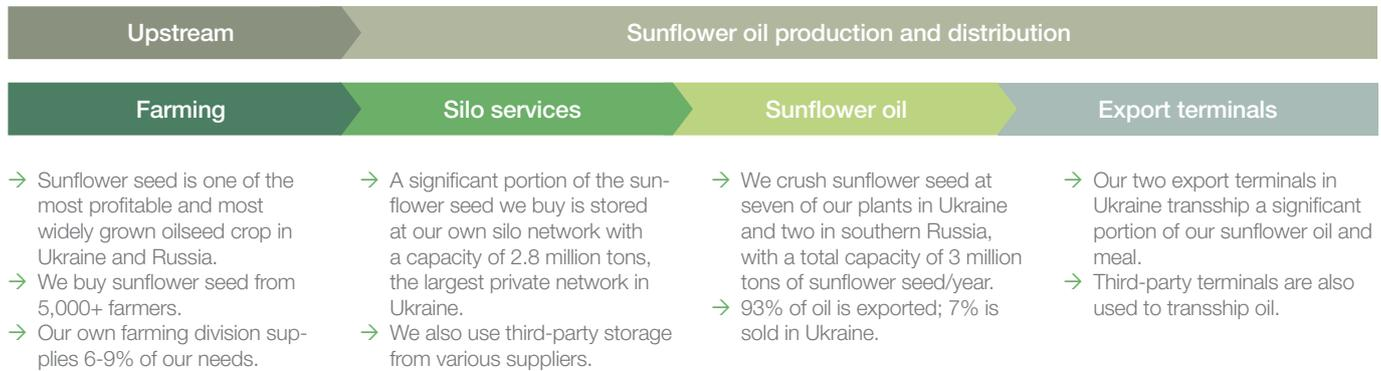 Upstream
Sunflower oil production and distribution
Farming
Silo services
Sunflower oil
Export terminals
→ Sunflower seed is one of the
most profitable and most
widely grown oilseed crop in
Ukraine and Russia.
→ We buy sunflower seed from
5,000+ farmers.
→ Our own farming division sup-
plies 6-9% of our needs.
→ A significant portion of the sun-
flower seed we buy is stored
at our own silo network with
a capacity of 2.8 million tons,
the largest private network in
Ukraine.
→ We also use third-party storage
from various suppliers.
→ We crush sunflower seed at
seven of our plants in Ukraine
and two in southern Russia,
with a total capacity of 3 million
tons of sunflower seed/year.
→ 93% of oil is exported; 7% is
sold in Ukraine.
→ Our two export terminals in
Ukraine transship a significant
portion of our sunflower oil and
meal.
→ Third-party terminals are also
used to transship oil.